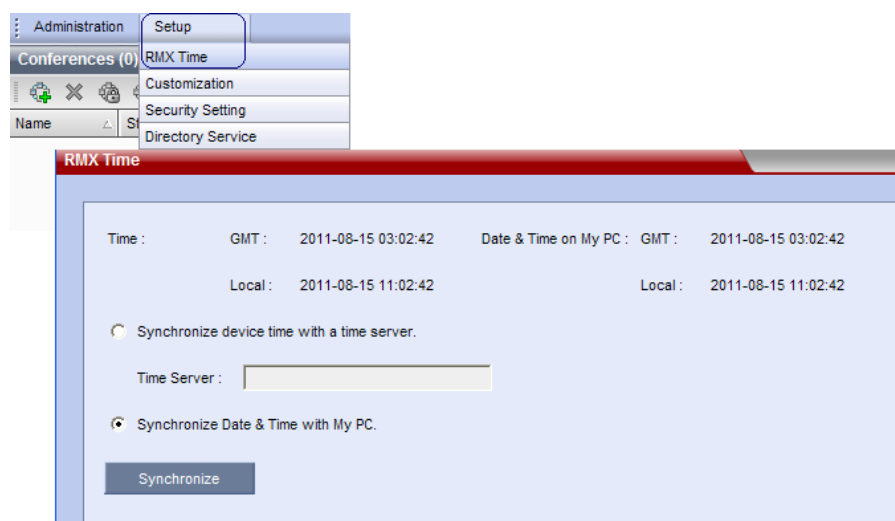 Administration Setup
Conferences (0) RMX Time
Customization
Security Setting
Name Directory Service
RMX Time
Time : GMT : 2011-08-15 03:02:42 Date & Time on My PC : GMT : 2011-08-15 03:02:42
Local : 2011-08-15 11:02:42 Local : 2011-08-15 11:02:42
Synchronize device time with a time server.
Time Server :
Synchronize Date & Time with My PC.
Synchronize